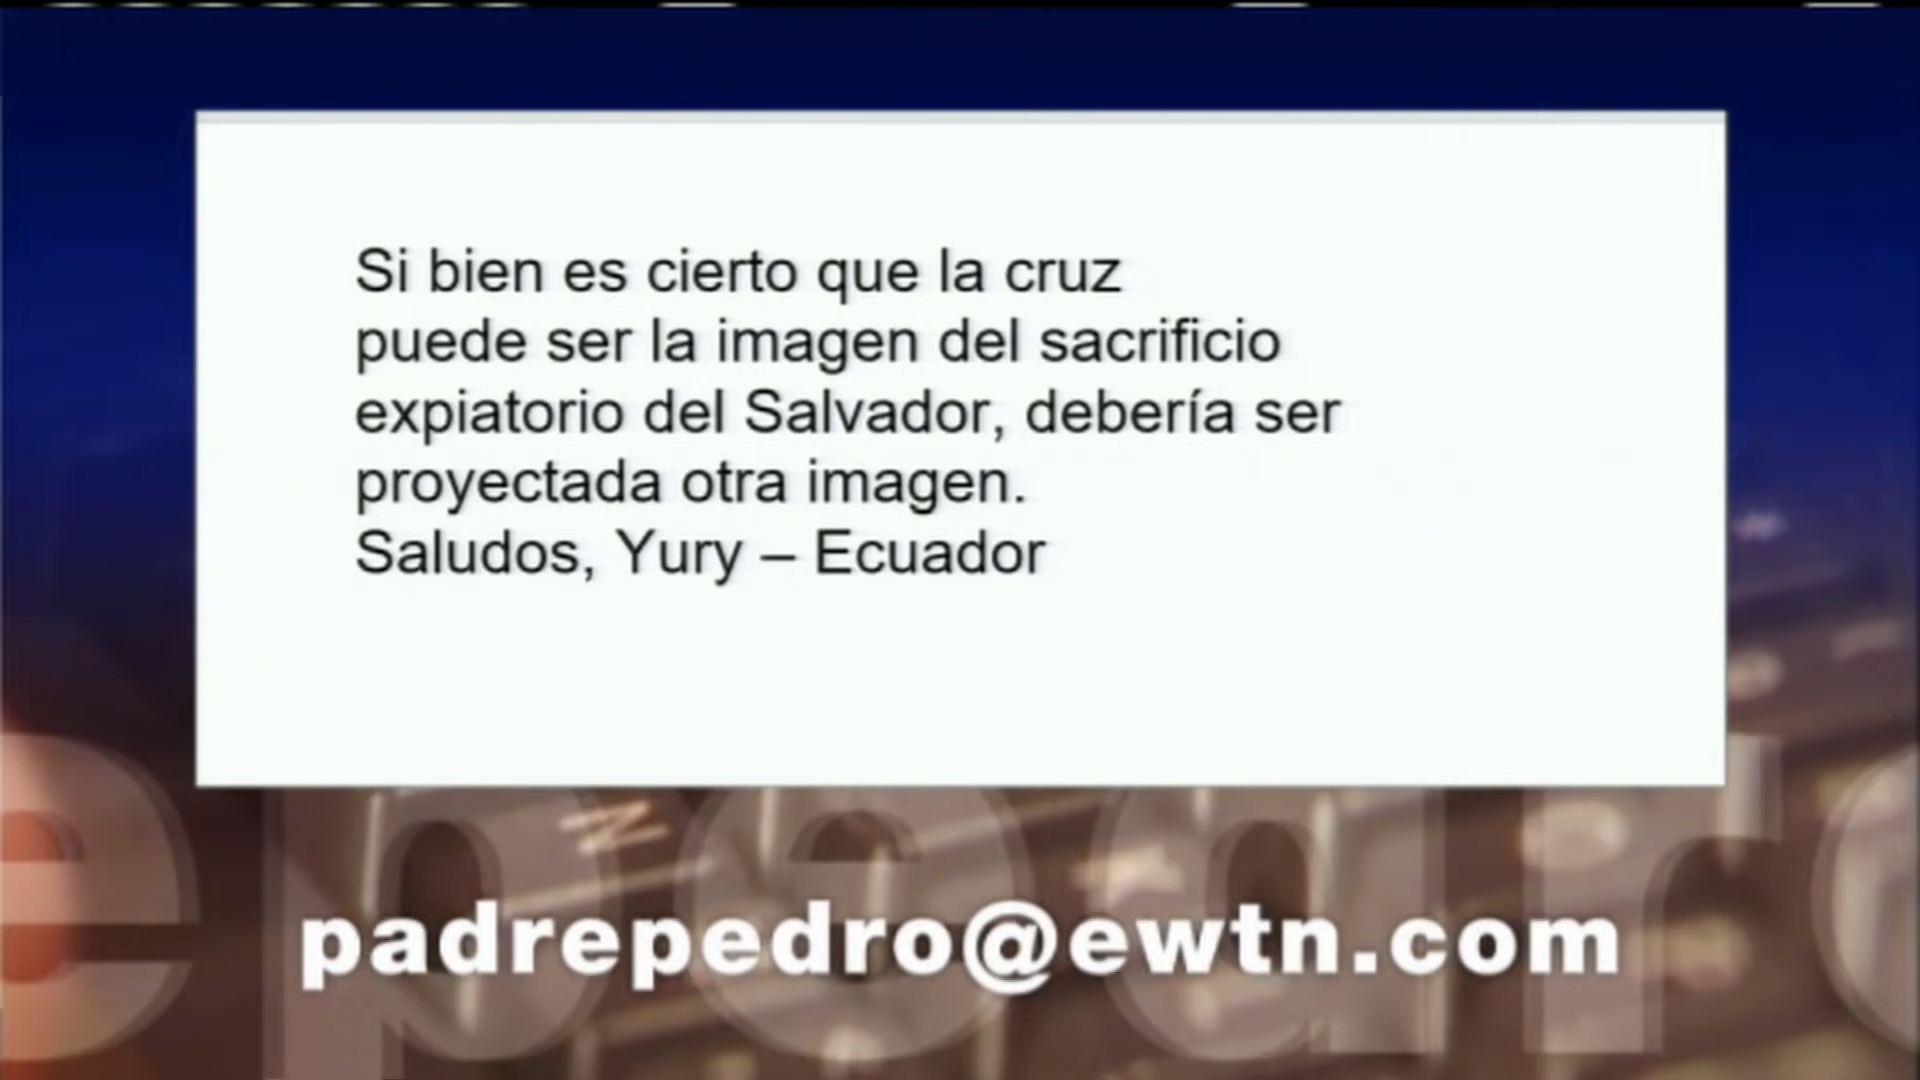 Si bien es cierto que la cruz
puede ser la imagen del sacrificio
expiatorio del Salvador, debería ser
proyectada otra imagen.
Saludos, Yury – Ecuador
padrepedro@ewtn.com